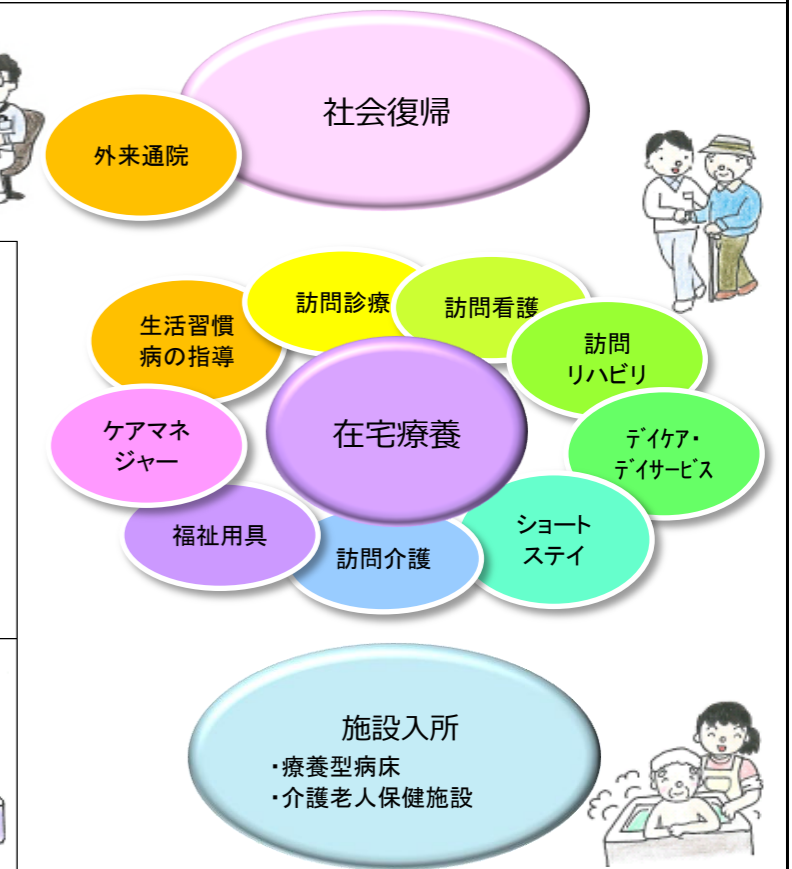 社会復帰
外来通院
訪問診療
訪問看護
生活習慣
病の指導
訪問
リハビリ
ケアマネ
ジャー
在宅療養
ﾃﾞｲｹｱ・
ﾃﾞｲｻｰﾋﾞｽ
福祉用具
訪問介護
ショート
ステイ
施設入所
・療養型病床
・介護老人保健施設